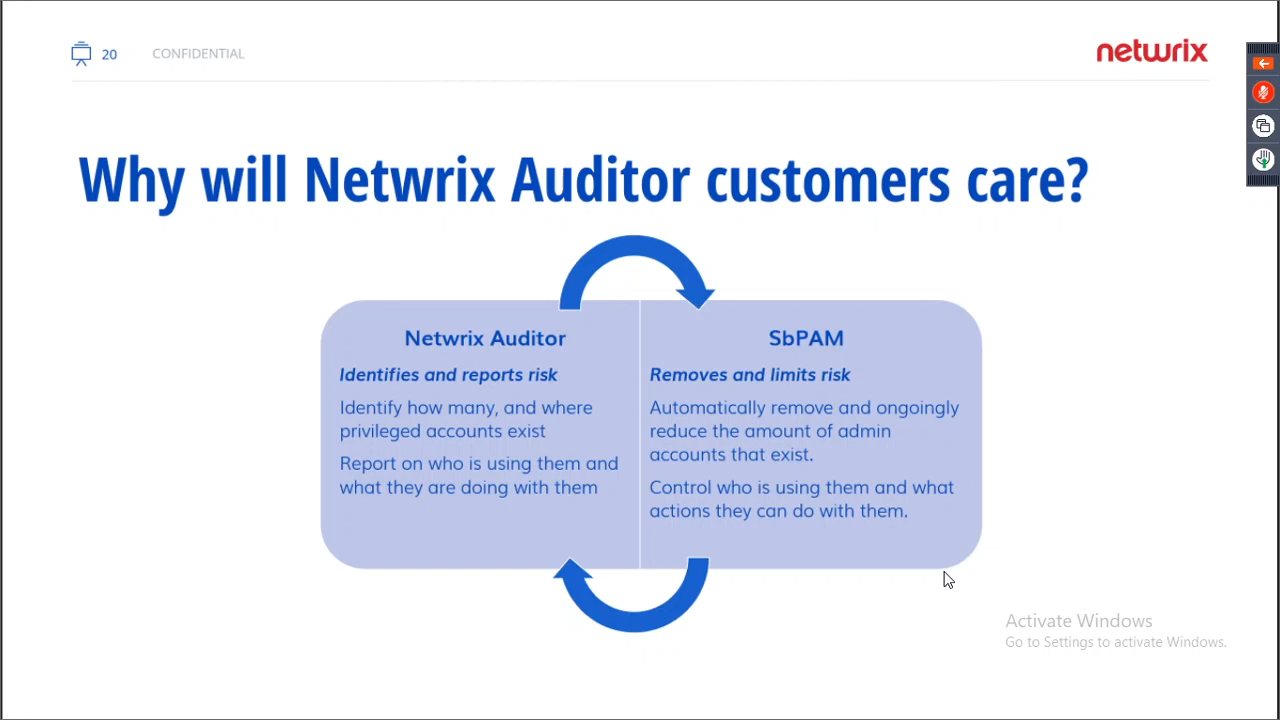 20
CONFIDENTIAL
netwrix
Why will Netwrix Auditor customers care?
Netwrix Auditor
Identifies and reports risk
Identify how many, and where
privileged accounts exist
Report on who is using them and
what they are doing with them
SbPAM
Removes and limits risk
Automatically remove and ongoingly
reduce the amount of admin
accounts that exist.
Control who is using them and what
actions they can do with them.
Activate Windows
Go to Settings to activate Windows.